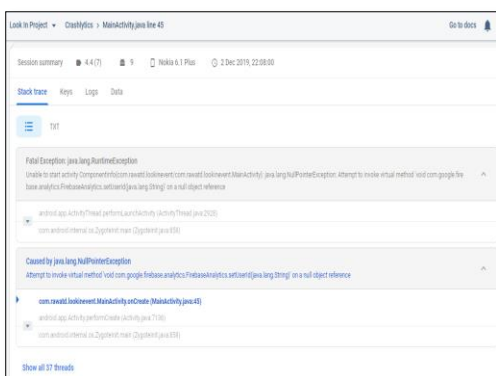 Look In Project Crashlytics > MainActivity.java line 45 Go to docs
Session summary 4.4 (7) 9 Nokia 6.1 Plus 2 Dec 2019, 22:08:00
Stack trace Keys Logs Data
TXT
Fatal Exception: java.lang.RuntimeException
Unable to start activity ComponentInfo{com.rawatd.lookinevent/com.rawatd.lookinevent.MainActivity}: java.lang.NullPointerException: Attempt to invoke virtual method 'void com.google.fire
base.analytics.FirebaseAnalytics.setUserId(java.lang.String)' on a null object reference
android.app.ActivityThread.performLaunchActivity (ActivityThread.java:2928)
com.android.internal.os.ZygoteInit.main (ZygoteInit.java:858)
Caused by java.lang.NullPointerException
Attempt to invoke virtual method 'void com.google.firebase.analytics.FirebaseAnalytics.setUserId(java.lang.String)' on a null object reference
com.rawatd.lookinevent.MainActivity.onCreate (MainActivity.java:45)
android.app.Activity.performCreate (Activity.java:7136)
com.android.internal.os.ZygoteInit.main (ZygoteInit.java:858)
Show all 37 threads